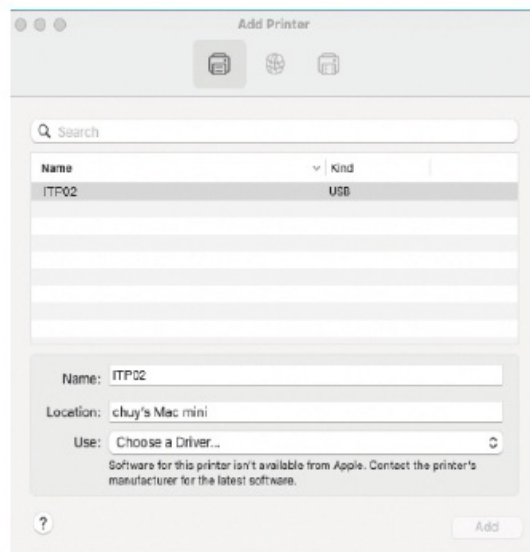 Add Printer
Search
Name Kind
ITP02 USB
Name: ITP02
Location: chuy's Mac mini
Use: Choose a Driver...
Software for this printer isn't available from Apple. Contact the printer's
manufacturer for the latest software.
? Add